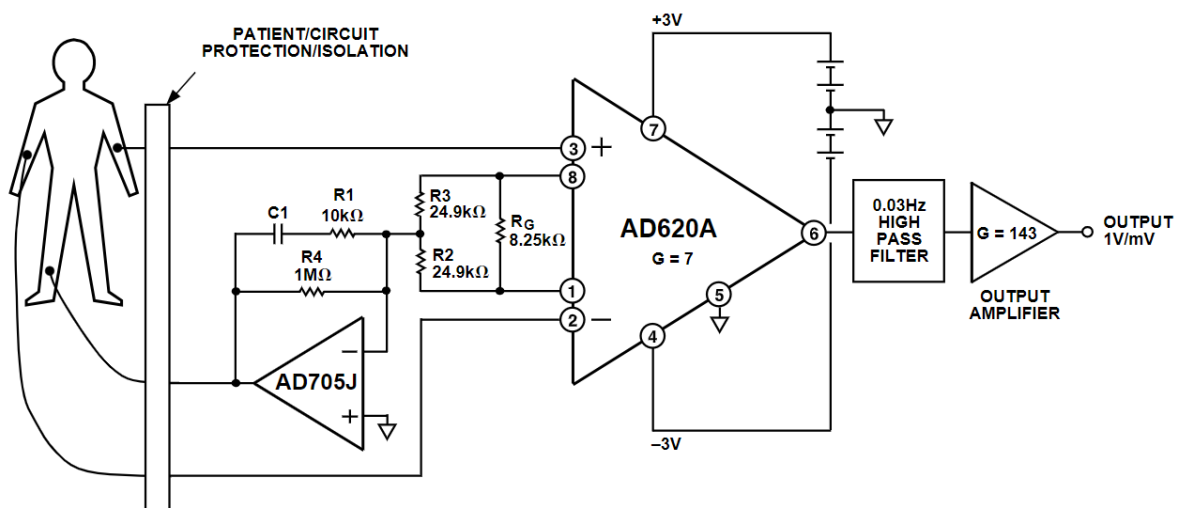 PATIENT/CIRCUIT
PROTECTION/ISOLATION
+3V
7
3
+
8
R1
10kΩ
C1
R3
24.9kΩ
RG
8.25kΩ
AD620A
G = 7
6
0.03Hz
HIGH
PASS
FILTER
G = 143
OUTPUT
1V/mV
R4
1MΩ
R2
24.9kΩ
1
5
2
–
4
OUTPUT
AMPLIFIER
–
AD705J
+
–3V